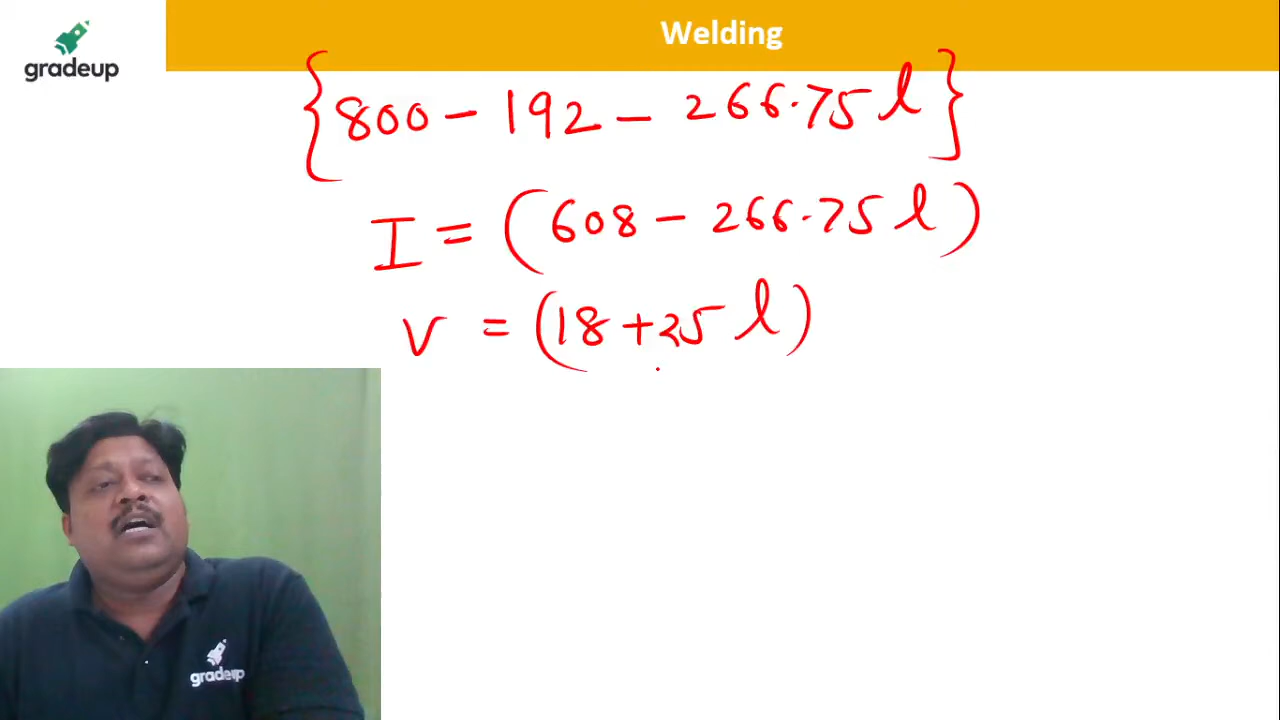 Welding
gradeup
{800 - 192 - 266.75 l}
I = (608 - 266.75 l)
V = (18 + 25 l)
gradeup